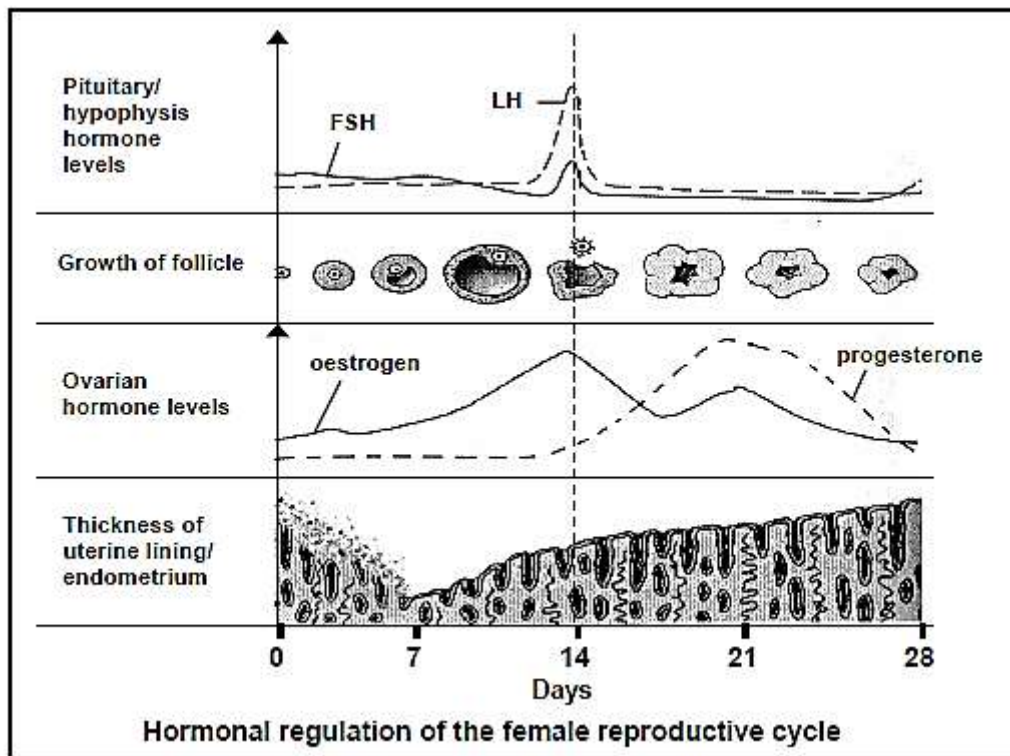 Pituitary/
hypophysis
hormone
levels
FSH
LH
Growth of follicle
Ovarian
hormone levels
oestrogen
progesterone
Thickness of
uterine lining/
endometrium
0 7 14 21 28
Days
Hormonal regulation of the female reproductive cycle